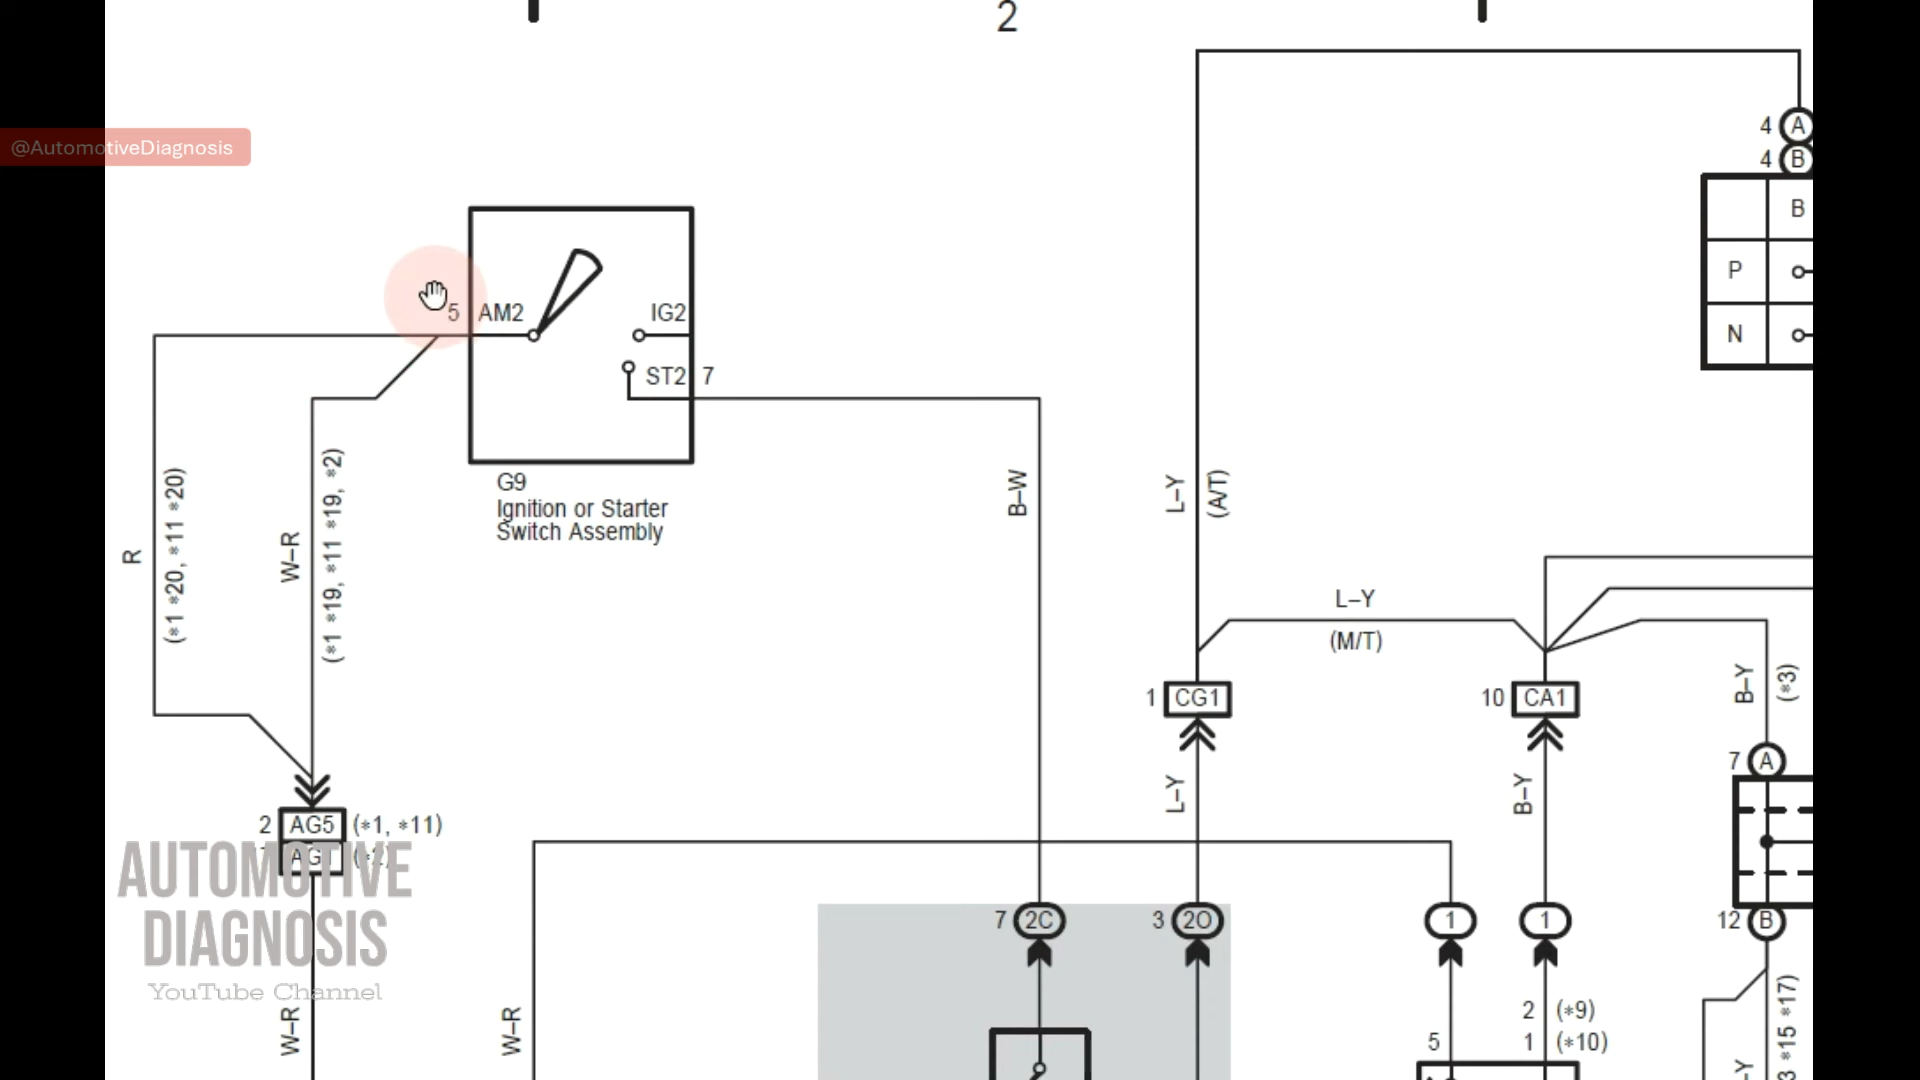 2
@AutomotiveDiagnosis
4 A
4 B
B
P
N
5 AM2
IG2
ST2 7
G9
Ignition or Starter
Switch Assembly
R
(*1 *20, *11 *20)
W–R
(*1 *19, *11 *19, *2)
B–W
L–Y
(A/T)
L–Y
(M/T)
1 CG1
10 CA1
B–Y
(*3)
7 A
L–Y
B–Y
2 AG5 (*1, *11)
AG1 (*2)
AUTOMOTIVE
DIAGNOSIS
YouTube Channel
7 2C
3 2O
1
1
12 B
W–R
W–R
2 (*9)
5
1 (*10)
3 *15 *17)
–Y